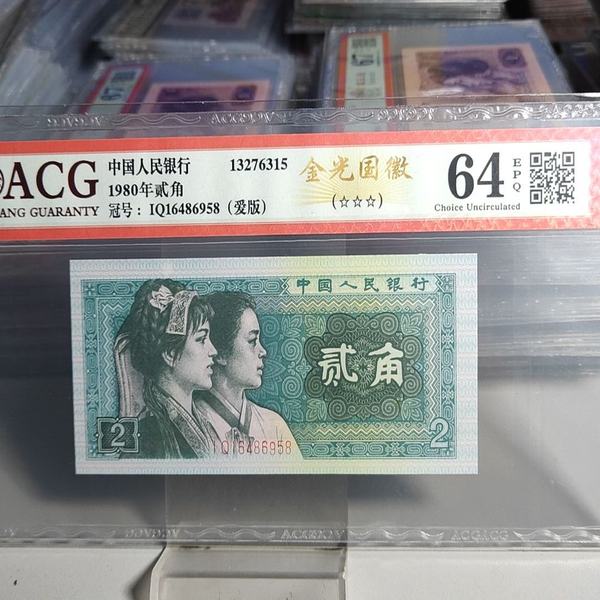 ACG
ANG GUARANTY
中国人民银行 13276315
1980年贰角
冠号: IQ16486958 (爱版)
金光国徽
(☆☆☆)
64 EPQ
Choice Uncirculated
中国人民银行
贰角
2
IQ16486958
2